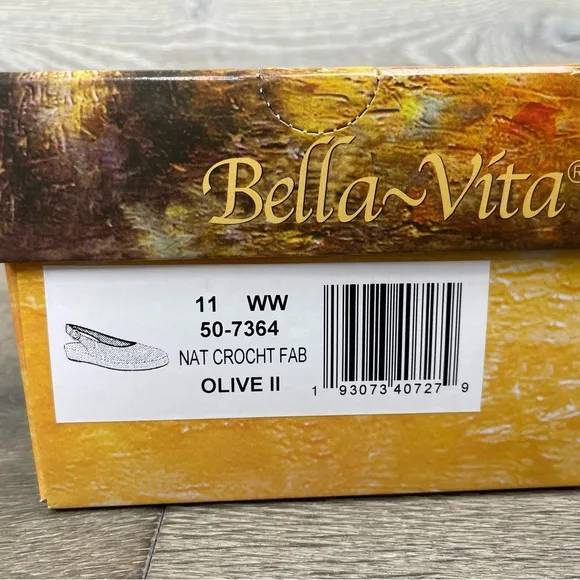 Bella~Vita®
11 WW
50-7364
NAT CROCHT FAB
OLIVE II
1 93073 40727 9